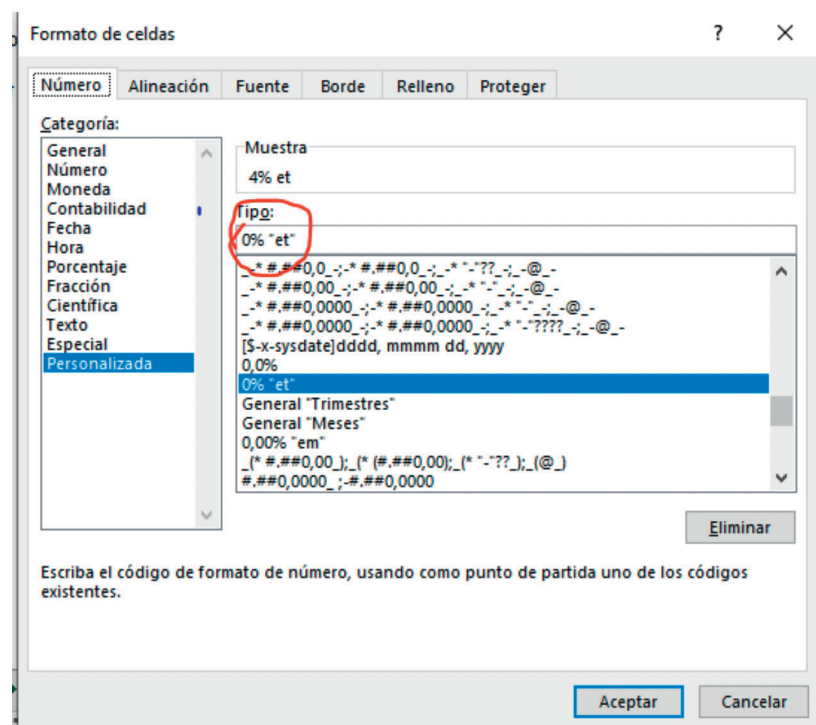 Formato de celdas ? ×
Número Alineación Fuente Borde Relleno Proteger
Categoría:
General
Número
Moneda
Contabilidad
Fecha
Hora
Porcentaje
Fracción
Científica
Texto
Especial
Personalizada
Muestra
4% et
Tipo:
0% "et"
_-* #.##0,0_-;-* #.##0,0_-;_-* "-"??_-;_-@_-
_-* #.##0,00_-;-* #.##0,00_-;_-* "-"_-;_-@_-
_-* #.##0,0000_-;-* #.##0,0000_-;_-* "-"_-;_-@_-
_-* #.##0,0000_-;-* #.##0,0000_-;_-* "-"????_-;_-@_-
[$-x-sysdate]dddd, mmmm dd, yyyy
0,0%
0% "et"
General "Trimestres"
General "Meses"
0,00% "em"
_(* #.##0,00_);_(* (#.##0,00);_(* "-"??_);_(@_)
#.##0,0000_ ;-#.##0,0000
Eliminar
Escriba el código de formato de número, usando como punto de partida uno de los códigos
existentes.
Aceptar Cancelar